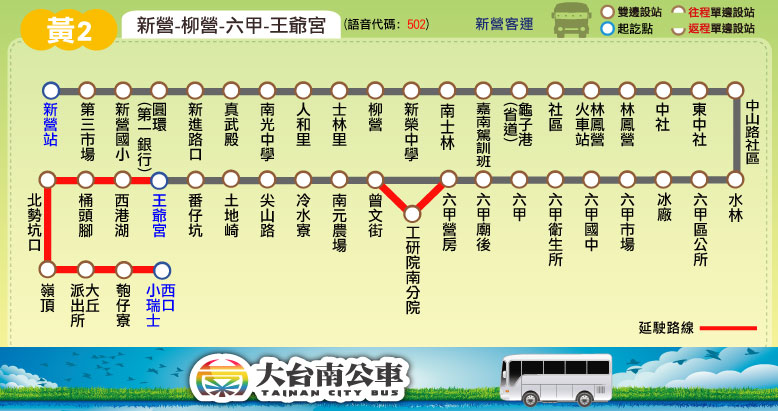 黃2
新營-柳營-六甲-王爺宮
(語音代碼：502)
新營客運
雙邊設站
往程單邊設站
起訖點
返程單邊設站
新營站
第三市場
新營國小
圓環
(第一銀行)
新進路口
真武殿
南光中學
人和里
士林里
柳營
新榮中學
南士林
嘉南駕訓班
龜子港
(省道)
社區
林鳳營
火車站
林鳳營
中社
東中社
中山路社區
北勢坑口
桶頭腳
西港湖
王爺宮
番仔坑
土地崎
尖山路
冷水寮
南元農場
曾文街
工研院南分院
六甲營房
六甲廟後
六甲
六甲衛生所
六甲國中
六甲市場
冰廠
六甲區公所
水林
嶺頂
大丘
派出所
匏仔寮
西口
小瑞士
延駛路線
大台南公車
TAINAN CITY BUS